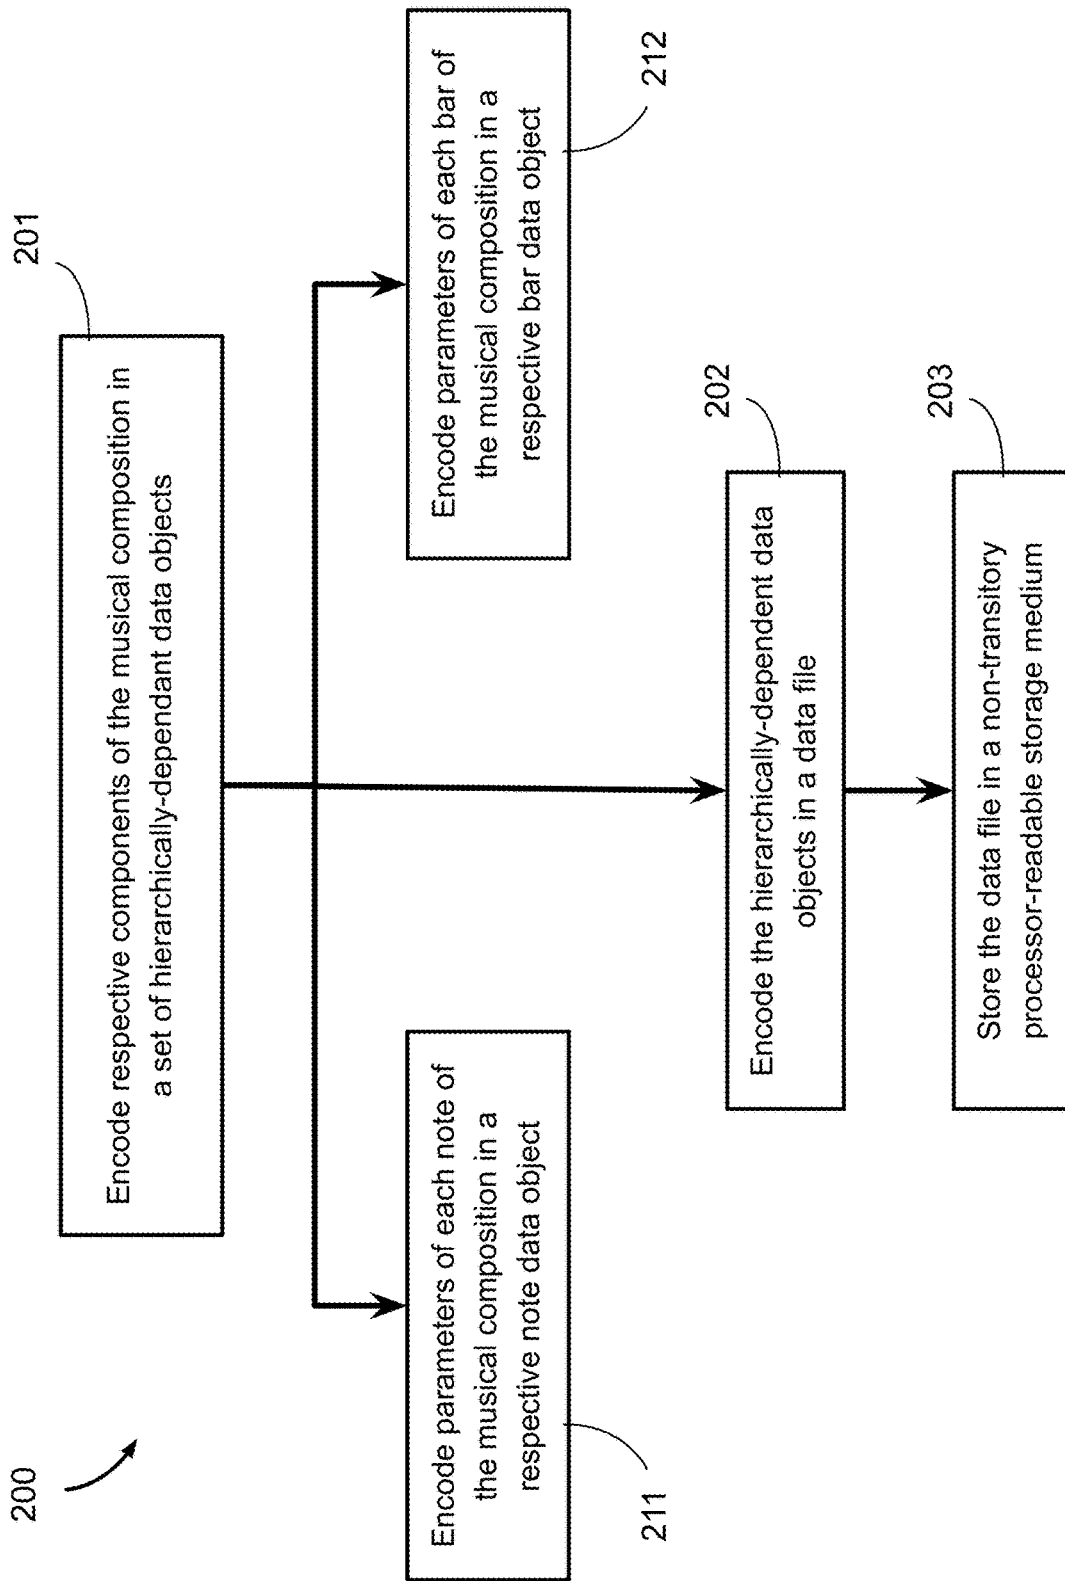 200
201
Encode respective components of the musical composition in
a set of hierarchically-dependant data objects
Encode parameters of each note of
the musical composition in a
respective note data object
211
Encode parameters of each bar of
the musical composition in a
respective bar data object
212
202
Encode the hierarchically-dependent data
objects in a data file
203
Store the data file in a non-transitory
processor-readable storage medium